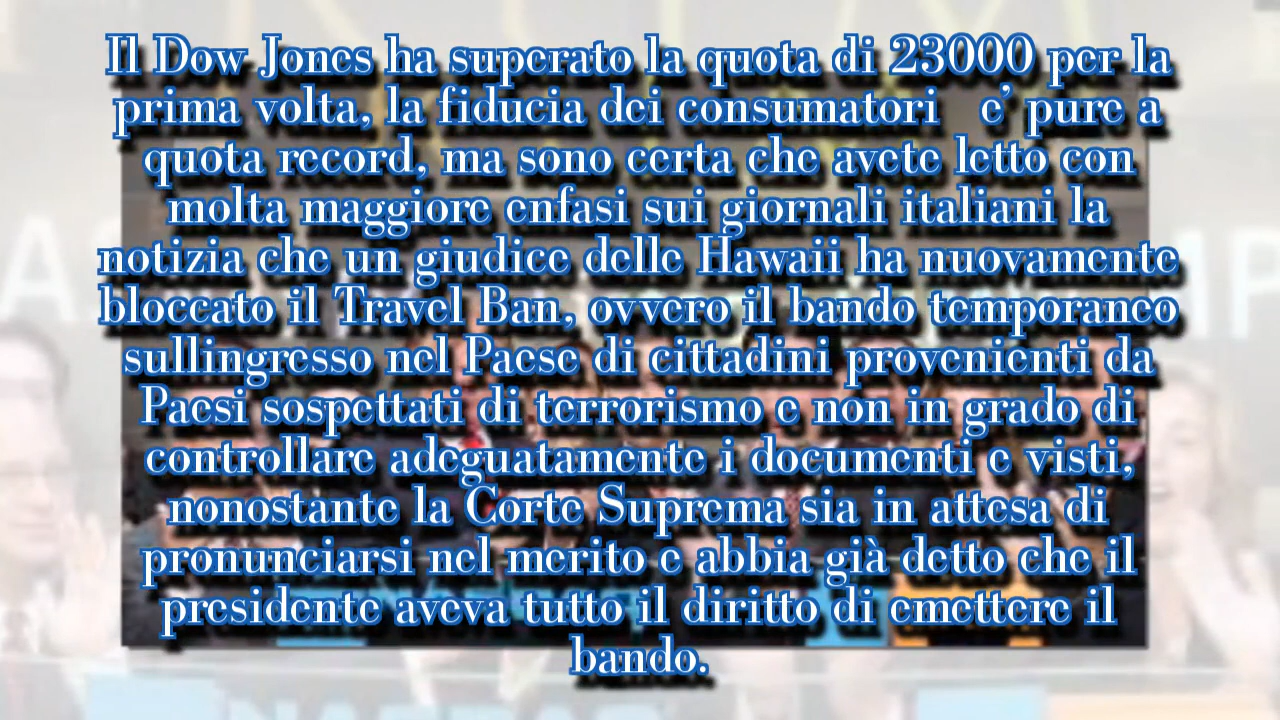 Il Dow Jones ha superato la quota di 23000 per la
prima volta, la fiducia dei consumatori e' pure a
quota record, ma sono certa che avete letto con
molta maggiore enfasi sui giornali italiani la
notizia che un giudice delle Hawaii ha nuovamente
bloccato il Travel Ban, ovvero il bando temporaneo
sullingresso nel Paese di cittadini provenienti da
Paesi sospettati di terrorismo e non in grado di
controllare adeguatamente i documenti e visti,
nonostante la Corte Suprema sia in attesa di
pronunciarsi nel merito e abbia già detto che il
presidente aveva tutto il diritto di emettere il
bando.